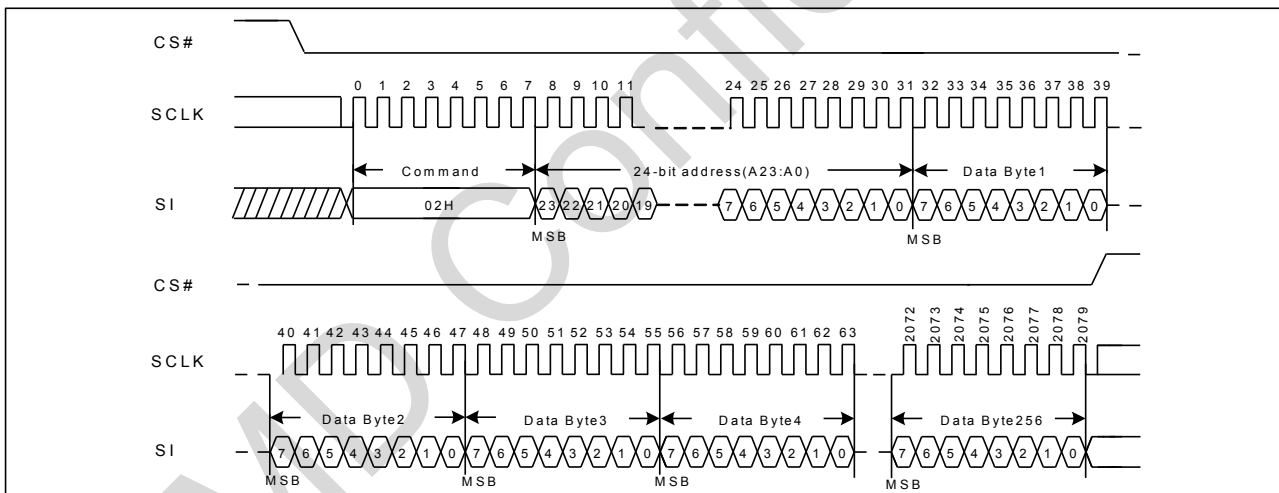 CS#
0 1 2 3 4 5 6 7 8 9 10 11 24 25 26 27 28 29 30 31 32 33 34 35 36 37 38 39
SCLK
Command 24-bit address(A23:A0) Data Byte1
SI 02H 23 22 21 20 19 7 6 5 4 3 2 1 0 7 6 5 4 3 2 1 0
MSB MSB
CS#
40 41 42 43 44 45 46 47 48 49 50 51 52 53 54 55 56 57 58 59 60 61 62 63 2072 2073 2074 2075 2076 2077 2078 2079
SCLK
Data Byte2 Data Byte3 Data Byte4 Data Byte256
SI 7 6 5 4 3 2 1 0 7 6 5 4 3 2 1 0 7 6 5 4 3 2 1 0 7 6 5 4 3 2 1 0
MSB MSB MSB MSB